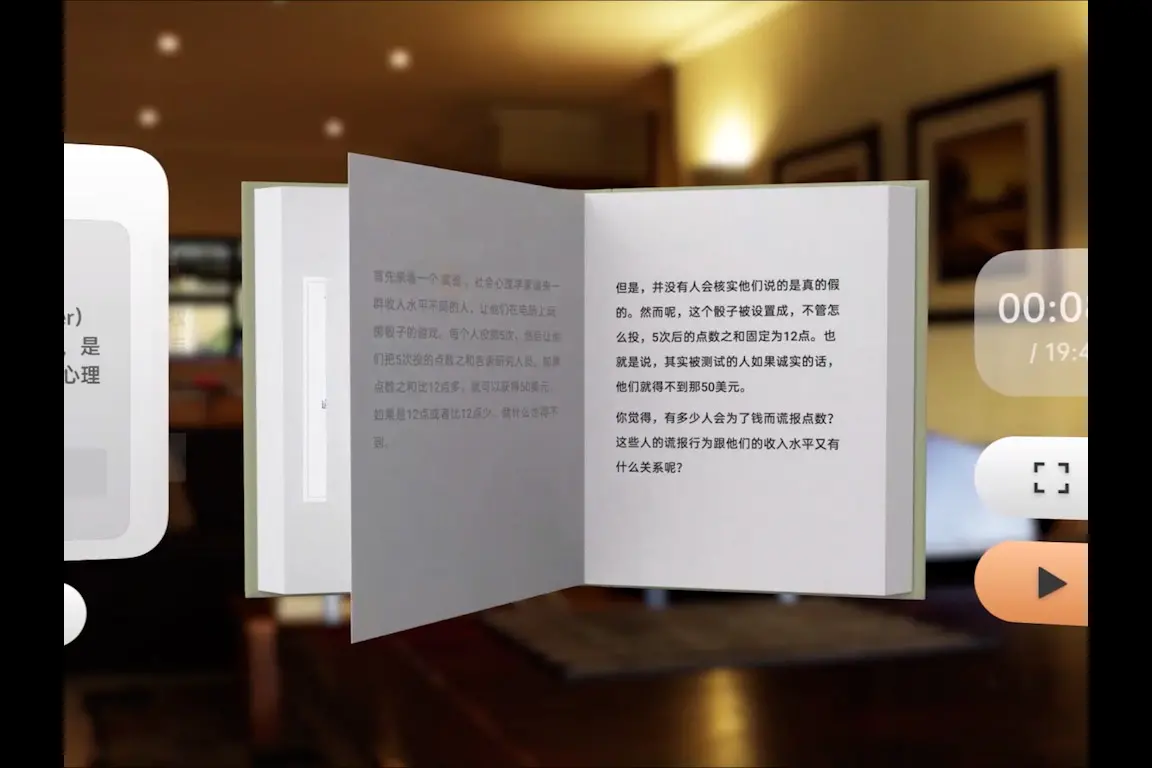 er)
，是
心理
首先来看一个实验。社会心理学家请来一
群收入水平不同的人，让他们在电脑上玩
掷骰子的游戏。每个人投掷5次，然后让他
们把5次投的点数之和告诉研究人员。如果
点数之和比12点多，就可以获得50美元，
如果是12点或者比12点少，就什么也得不
到。
但是，并没有人会核实他们说的是真的假
的。然而呢，这个骰子被设置成，不管怎
么投，5次后的点数之和固定为12点。也
就是说，其实被测试的人如果诚实的话，
他们就得不到那50美元。
你觉得，有多少人会为了钱而谎报点数？
这些人的谎报行为跟他们的收入水平又有
什么关系呢？
00:0
/ 19:4